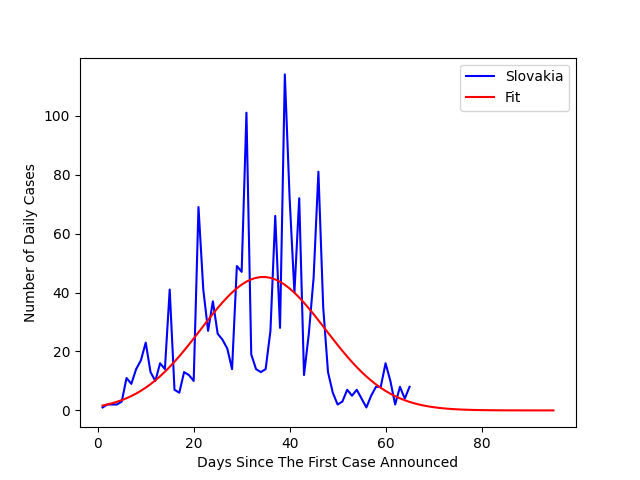 Slovakia
Fit
100
80
60
40
20
0
Number of Daily Cases
0 20 40 60 80
Days Since The First Case Announced